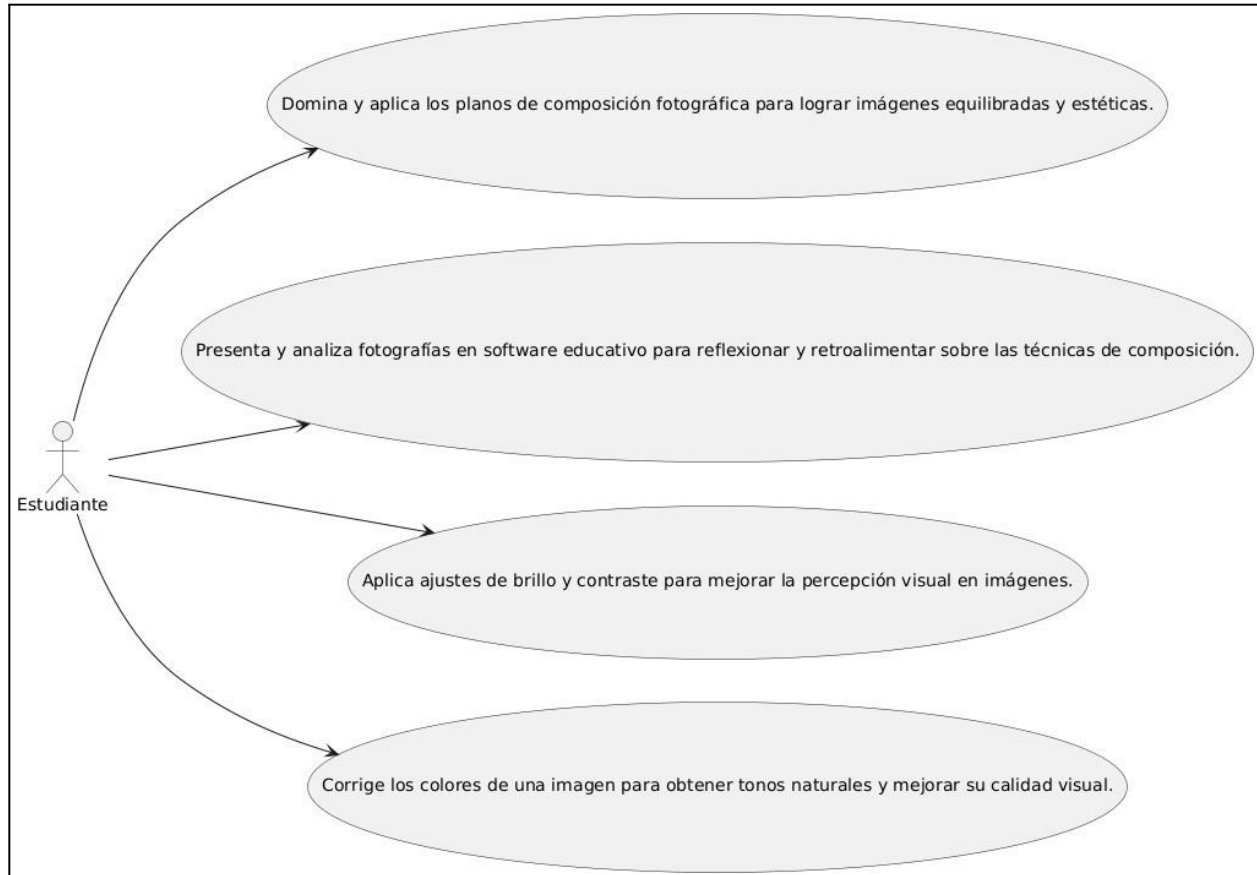 Domina y aplica los planos de composición fotográfica para lograr imágenes equilibradas y estéticas.
Presenta y analiza fotografías en software educativo para reflexionar y retroalimentar sobre las técnicas de composición.
Estudiante
Aplica ajustes de brillo y contraste para mejorar la percepción visual en imágenes.
Corrige los colores de una imagen para obtener tonos naturales y mejorar su calidad visual.